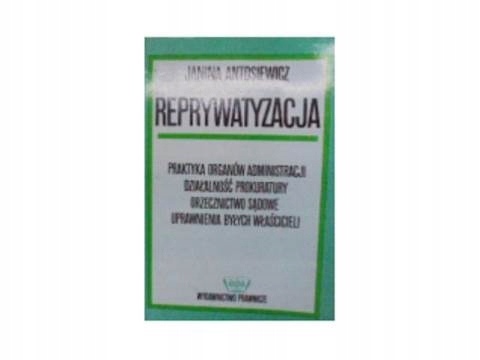 JANINA ANTOSIEWICZ
REPRYWATYZACJA
PRAKTYKA ORGANÓW ADMINISTRACJI
DZIAŁALNOŚĆ PROKURATURY
ORZECZNICTWO SĄDOWE
UPRAWNIENIA BYŁYCH WŁAŚCICIELI
WYDAWNICTWO PRAWNICZE